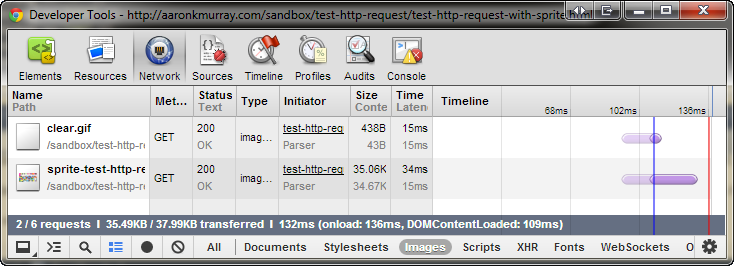 Developer Tools - http://aaronkmurray.com/sandbox/test-http-request/test-http-request-with-sprite.html
Elements Resources Network Sources Timeline Profiles Audits Console
Name Met... Status Type Initiator Size Time Timeline
Path Text Conte Laten
68ms 102ms 136ms
clear.gif GET 200 imag... test-http-req 438B 15ms
/sandbox/test-http-re OK Parser 43B 15ms
sprite-test-http-re GET 200 imag... test-http-req 35.06K 34ms
/sandbox/test-http-re OK Parser 34.67K 15ms
2 / 6 requests I 35.49KB / 37.99KB transferred I 132ms (onload: 136ms, DOMContentLoaded: 109ms)
All Documents Stylesheets Images Scripts XHR Fonts WebSockets O